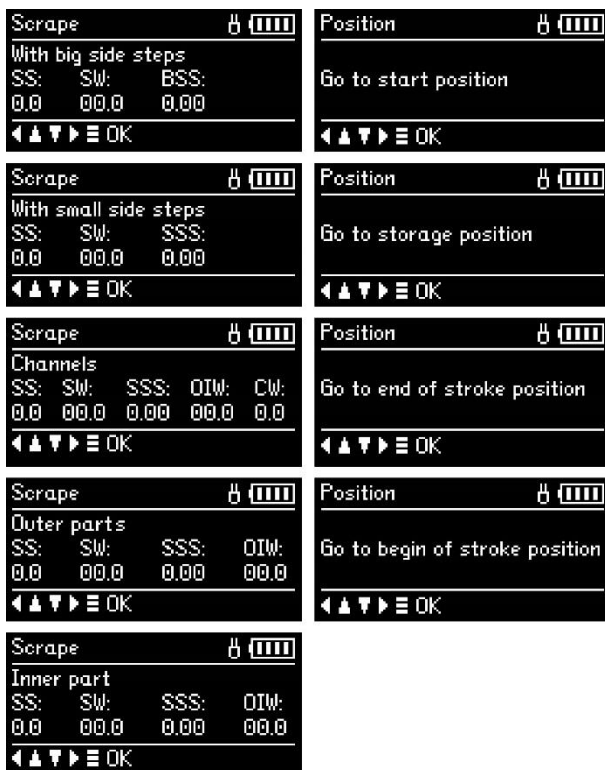 Scrape
With big side steps
SS: SW: BSS:
0.0 00.0 0.00
OK
Position
Go to start position
OK
Scrape
With small side steps
SS: SW: SSS:
0.0 00.0 0.00
OK
Position
Go to storage position
OK
Scrape
Channels
SS: SW: SSS: OIW: CW:
0.0 00.0 0.00 00.0 0.0
OK
Position
Go to end of stroke position
OK
Scrape
Outer parts
SS: SW: SSS: OIW:
0.0 00.0 0.00 00.0
OK
Position
Go to begin of stroke position
OK
Scrape
Inner part
SS: SW: SSS: OIW:
0.0 00.0 0.00 00.0
OK